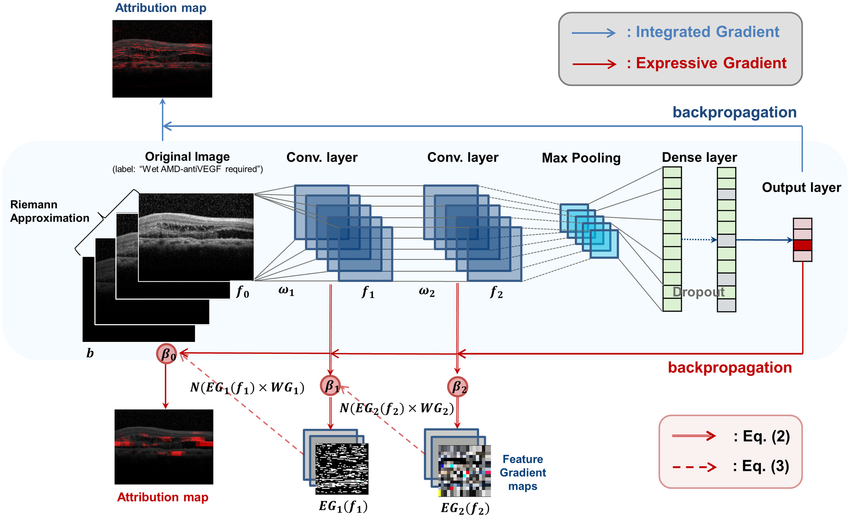 Attribution map
: Integrated Gradient
: Expressive Gradient
backpropagation
Original Image
(label: "Wet AMD-antiVEGF required")
Conv. layer
Conv. layer
Max Pooling
Dense layer
Output layer
Riemann
Approximation
f₀
ω₁
f₁
ω₂
f₂
Dropout
b
β₀
backpropagation
N(EG₁(f₁) × WG₁)
β₁
N(EG₂(f₂) × WG₂)
β₂
Attribution map
EG₁(f₁)
EG₂(f₂)
Feature
Gradient
maps
: Eq. (2)
: Eq. (3)